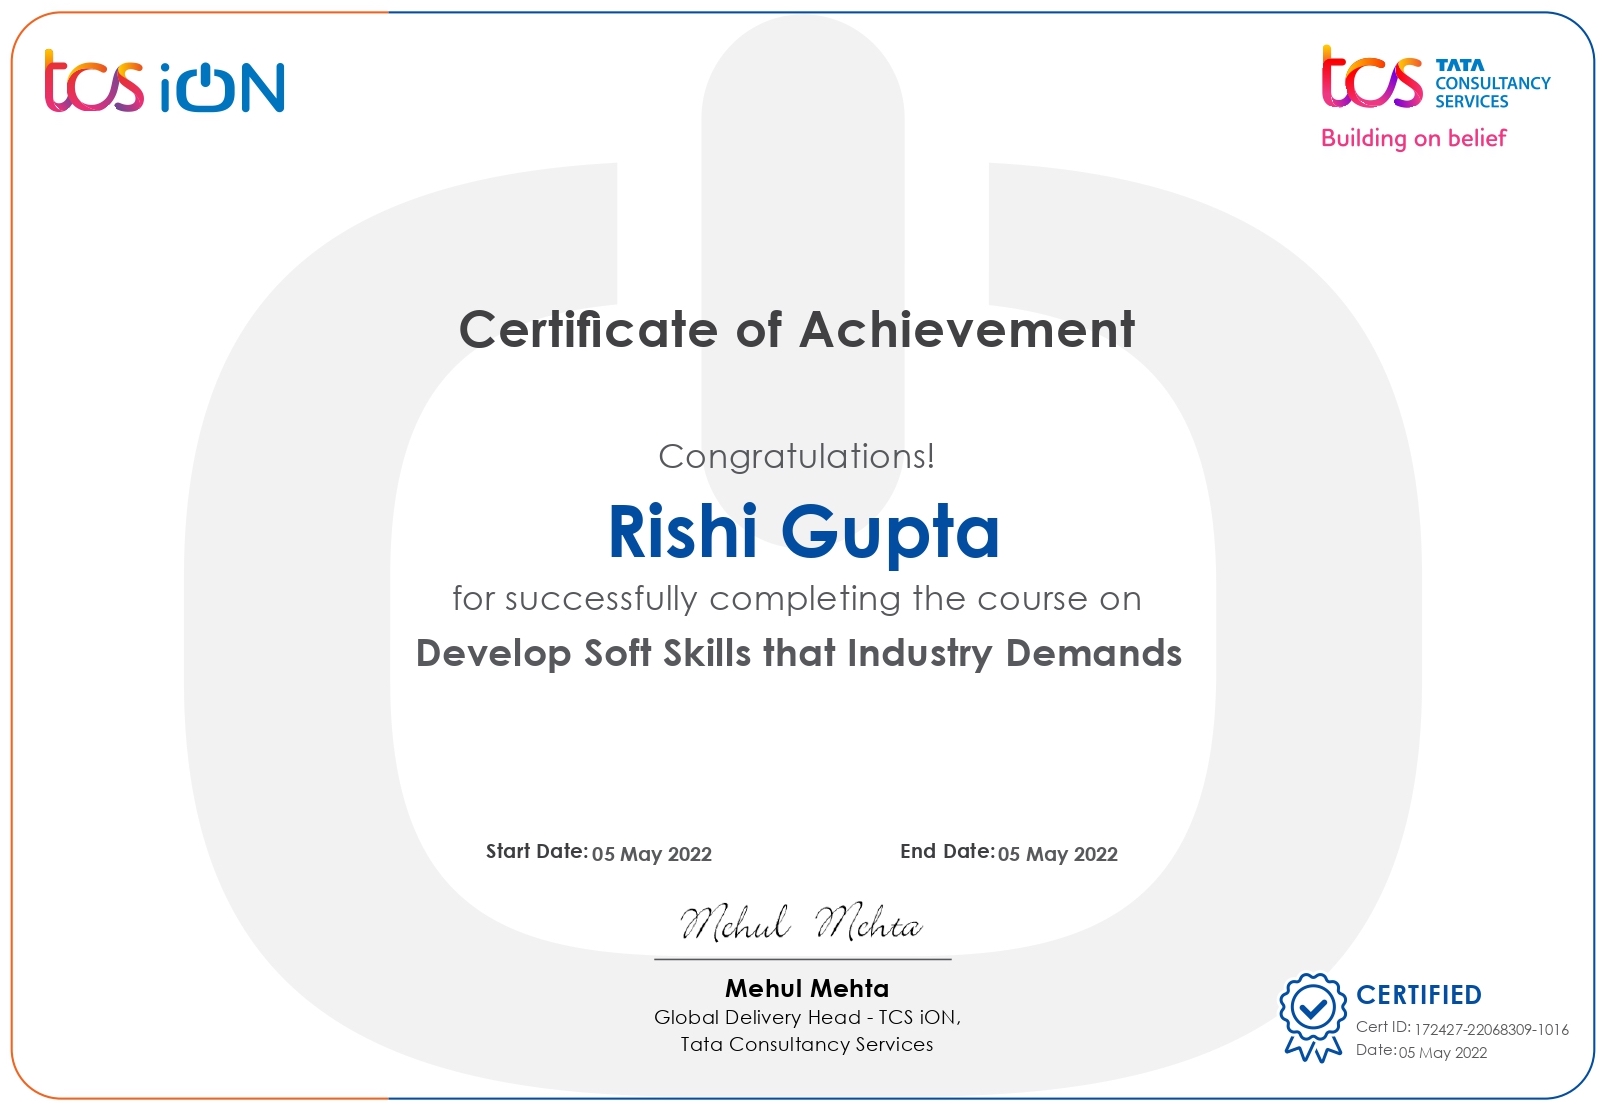 tcs iON
tcs TATA
CONSULTANCY
SERVICES
Building on belief
Certificate of Achievement
Congratulations!
Rishi Gupta
for successfully completing the course on
Develop Soft Skills that Industry Demands
Start Date: 05 May 2022 End Date: 05 May 2022
Mehul Mehta
Mehul Mehta
Global Delivery Head - TCS iON,
Tata Consultancy Services
CERTIFIED
Cert ID: 172427-22068309-1016
Date: 05 May 2022